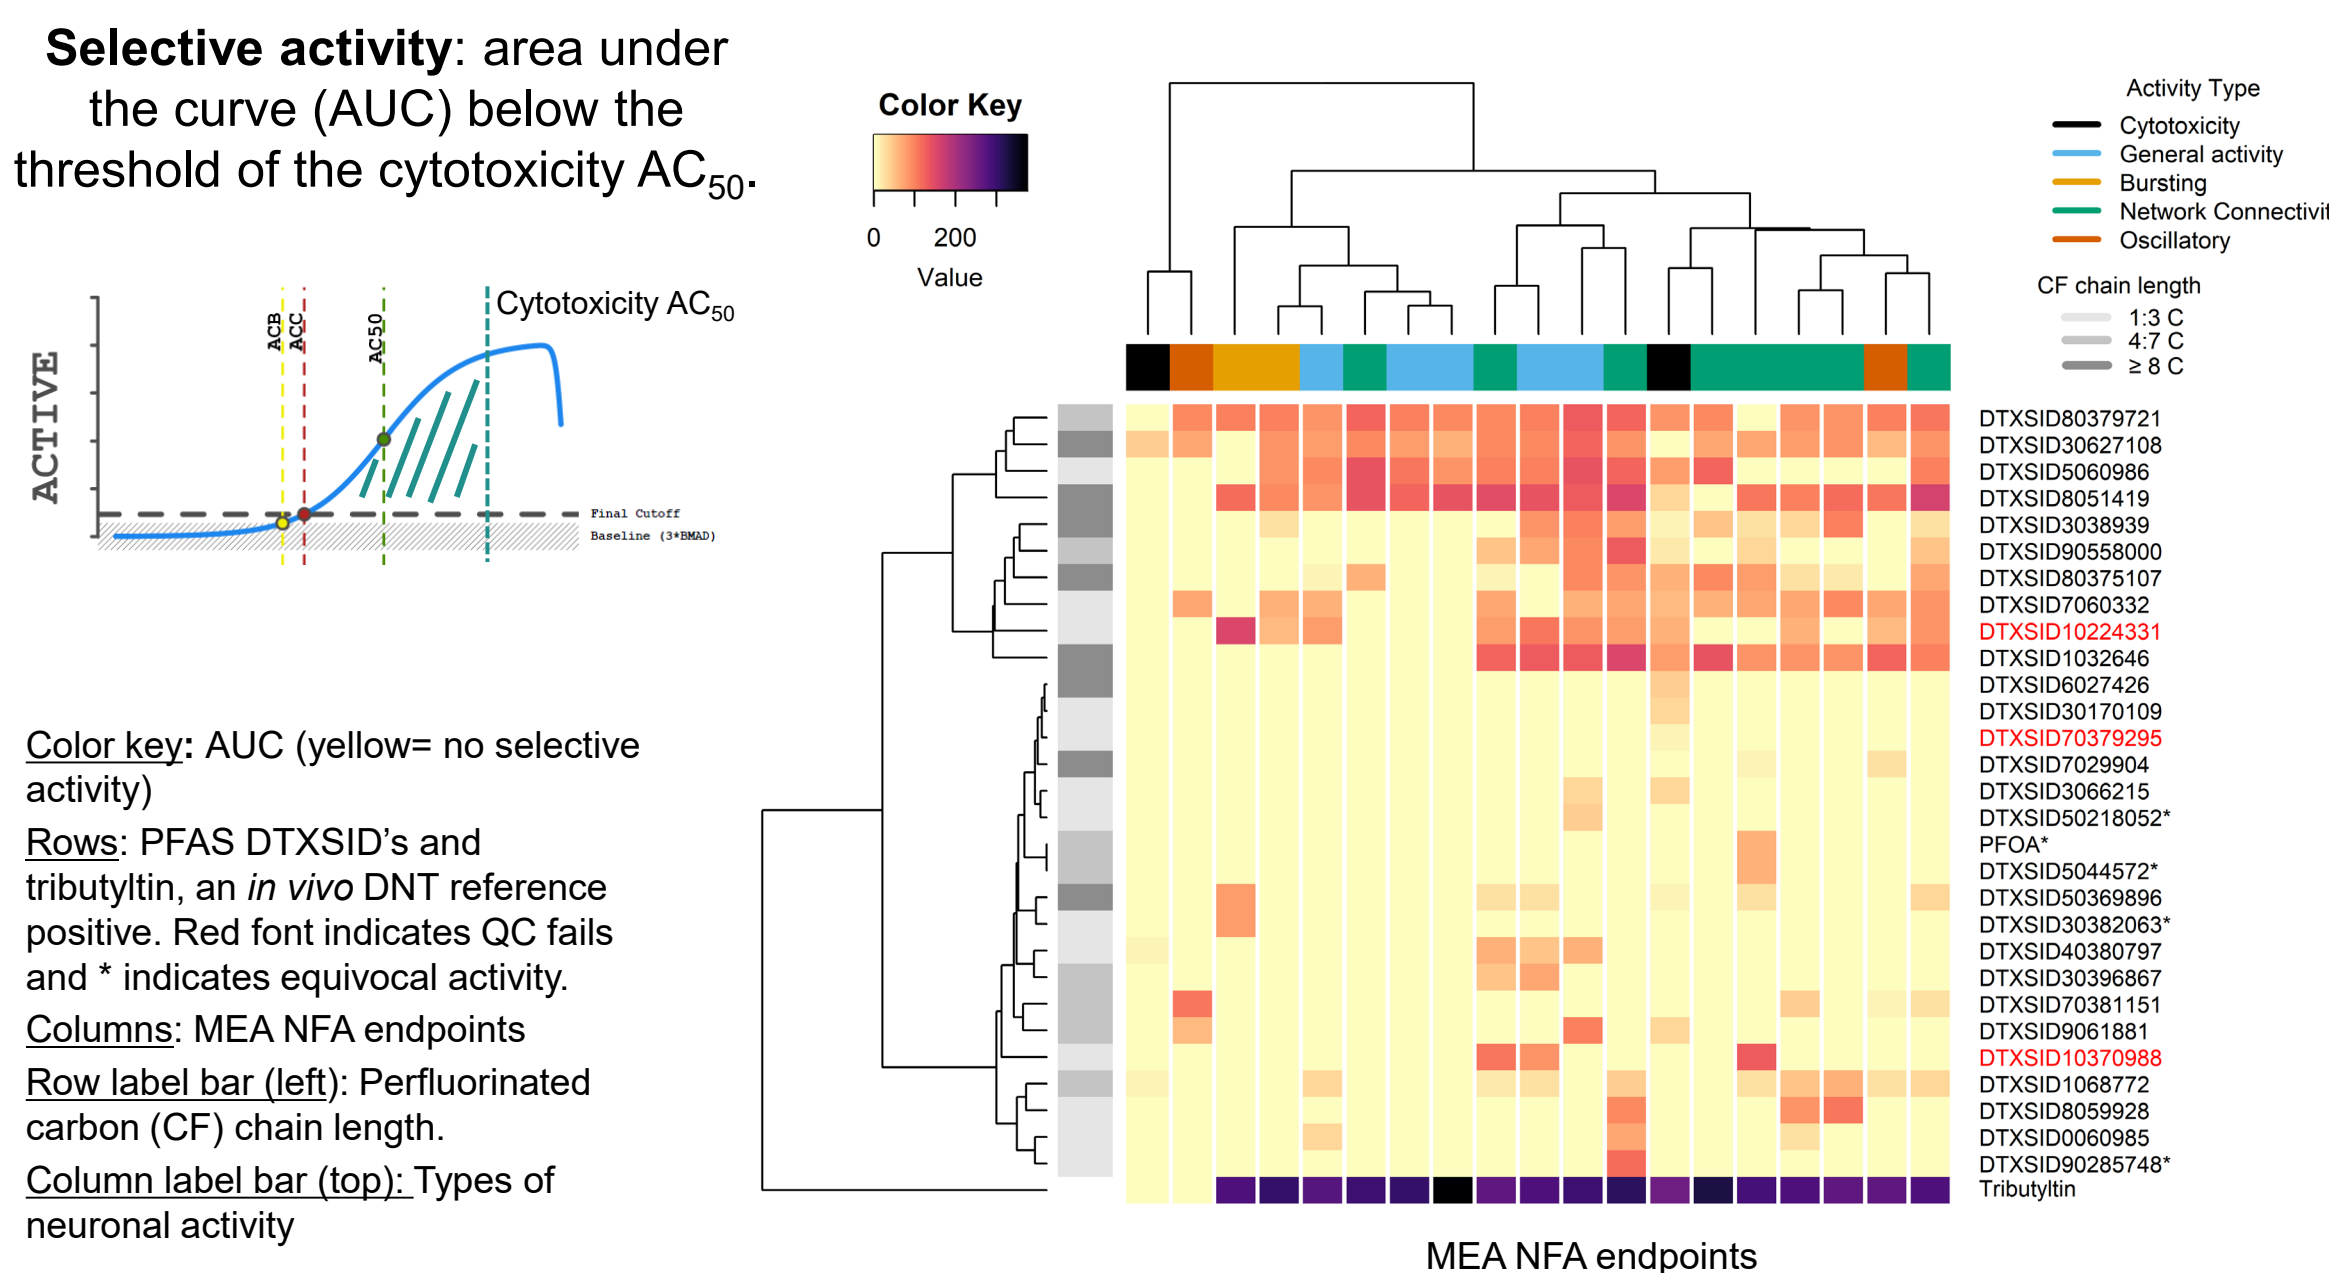 Selective activity: area under
the curve (AUC) below the
threshold of the cytotoxicity AC50.
ACTIVE
ACB
ACC
AC50
Cytotoxicity AC50
Final Cutoff
Baseline (3*BMAD)
Color key: AUC (yellow= no selective
activity)
Rows: PFAS DTXSID’s and
tributyltin, an in vivo DNT reference
positive. Red font indicates QC fails
and * indicates equivocal activity.
Columns: MEA NFA endpoints
Row label bar (left): Perfluorinated
carbon (CF) chain length.
Column label bar (top): Types of
neuronal activity
Color Key
0 200
Value
Activity Type
Cytotoxicity
General activity
Bursting
Network Connectivit
Oscillatory
CF chain length
1:3 C
4:7 C
≥ 8 C
DTXSID80379721
DTXSID30627108
DTXSID5060986
DTXSID8051419
DTXSID3038939
DTXSID90558000
DTXSID80375107
DTXSID7060332
DTXSID10224331
DTXSID1032646
DTXSID6027426
DTXSID30170109
DTXSID70379295
DTXSID7029904
DTXSID3066215
DTXSID50218052*
PFOA*
DTXSID5044572*
DTXSID50369896
DTXSID30382063*
DTXSID40380797
DTXSID30396867
DTXSID70381151
DTXSID9061881
DTXSID10370988
DTXSID1068772
DTXSID8059928
DTXSID0060985
DTXSID90285748*
Tributyltin
MEA NFA endpoints